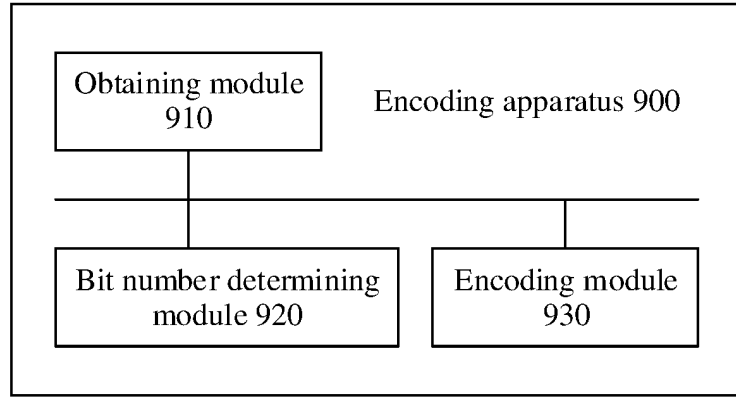 Obtaining module
910
Encoding apparatus 900
Bit number determining
module 920
Encoding module
930